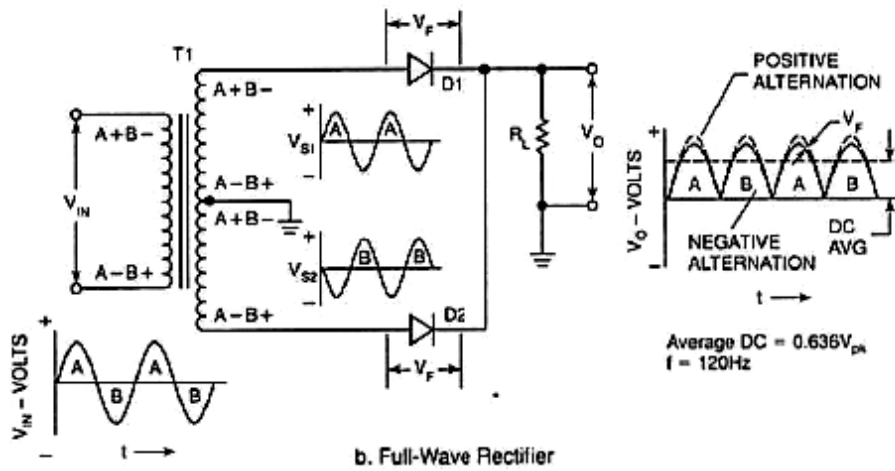 T1
V_F
D1
A+B-
A+B-
+
V_S1
A
A
-
V_IN
A-B+
A+B-
R_L
V_O
+
V_S2
B
B
-
A-B+
A-B+
D2
V_F
V_IN – VOLTS
+
A
A
B
B
-
t
POSITIVE
ALTERNATION
V_F
+
V_O – VOLTS
A
B
A
B
-
NEGATIVE
ALTERNATION
DC
AVG
t
Average DC = 0.636V_pk
f = 120Hz
b. Full-Wave Rectifier